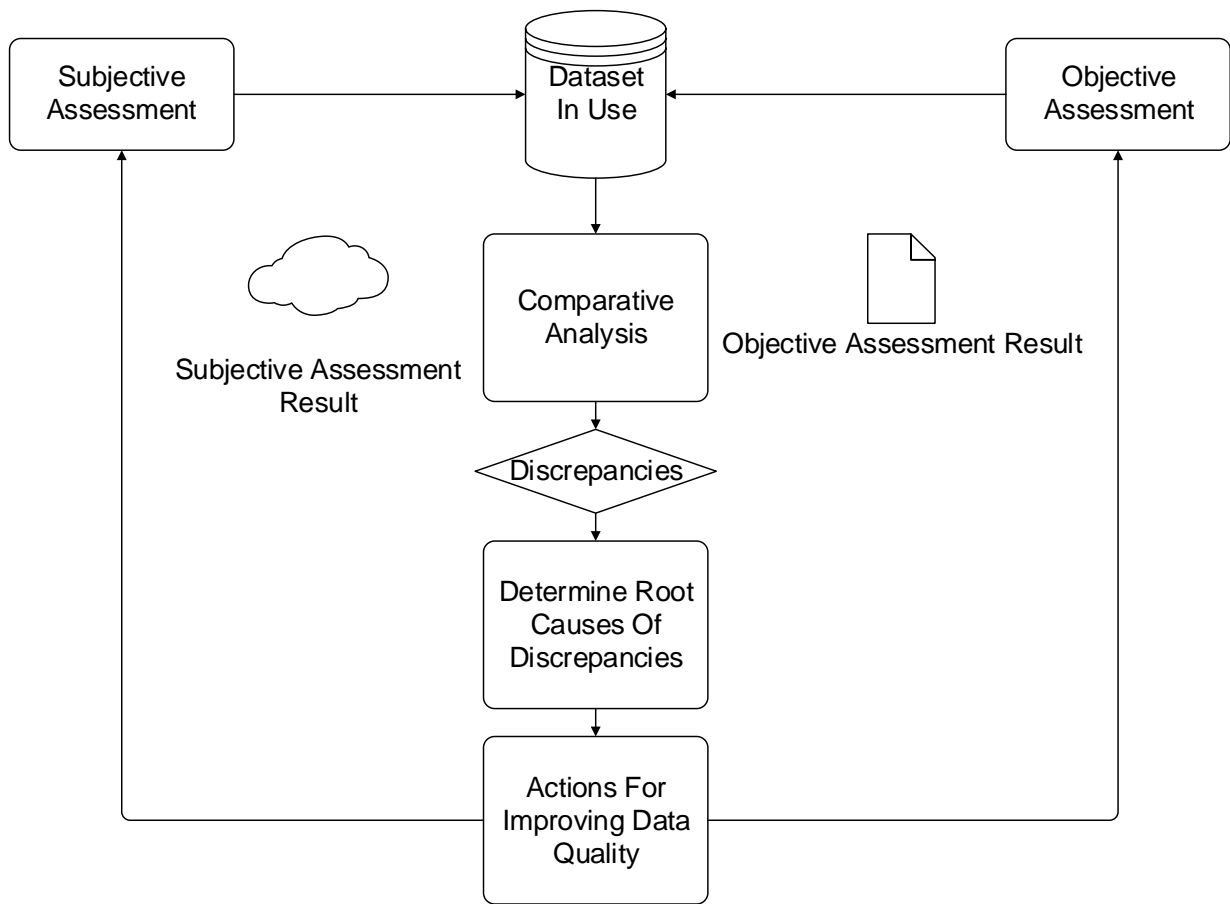 Subjective
Assessment
Dataset
In Use
Objective
Assessment
Comparative
Analysis
Subjective Assessment
Result
Objective Assessment Result
Discrepancies
Determine Root
Causes Of
Discrepancies
Actions For
Improving Data
Quality